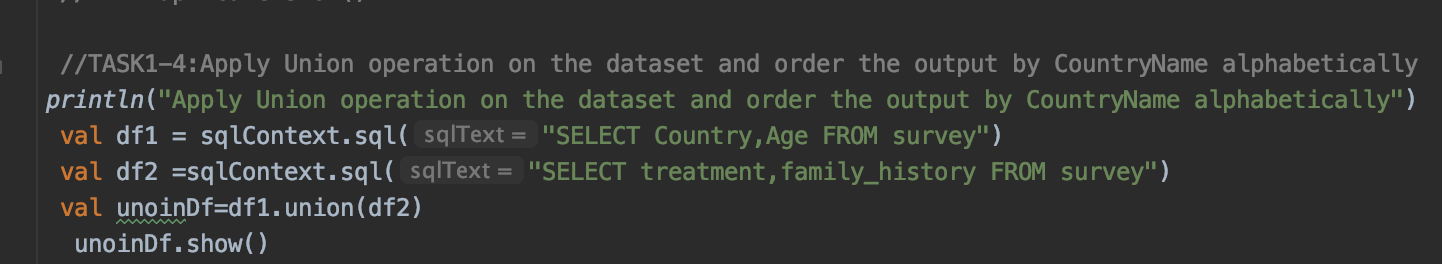 //TASK1-4:Apply Union operation on the dataset and order the output by CountryName alphabetically
println("Apply Union operation on the dataset and order the output by CountryName alphabetically")
val df1 = sqlContext.sql( sqlText = "SELECT Country,Age FROM survey")
val df2 =sqlContext.sql( sqlText = "SELECT treatment,family_history FROM survey")
val unoinDf=df1.union(df2)
unoinDf.show()